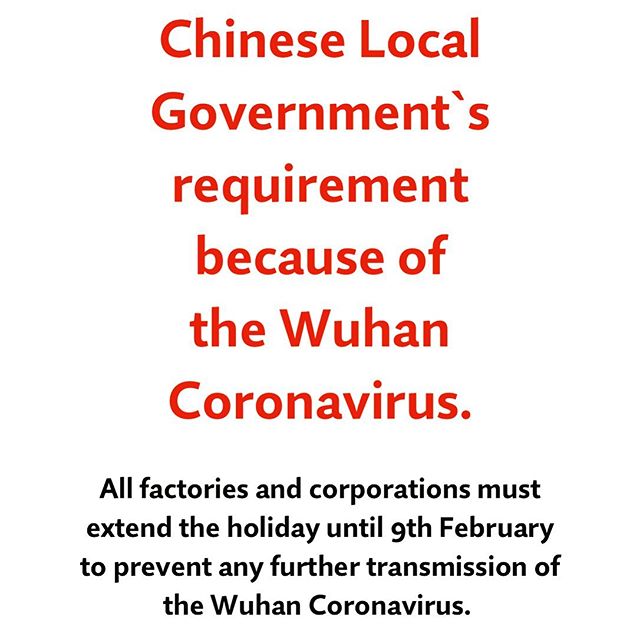 Chinese Local
Government`s
requirement
because of
the Wuhan
Coronavirus.
All factories and corporations must
extend the holiday until 9th February
to prevent any further transmission of
the Wuhan Coronavirus.